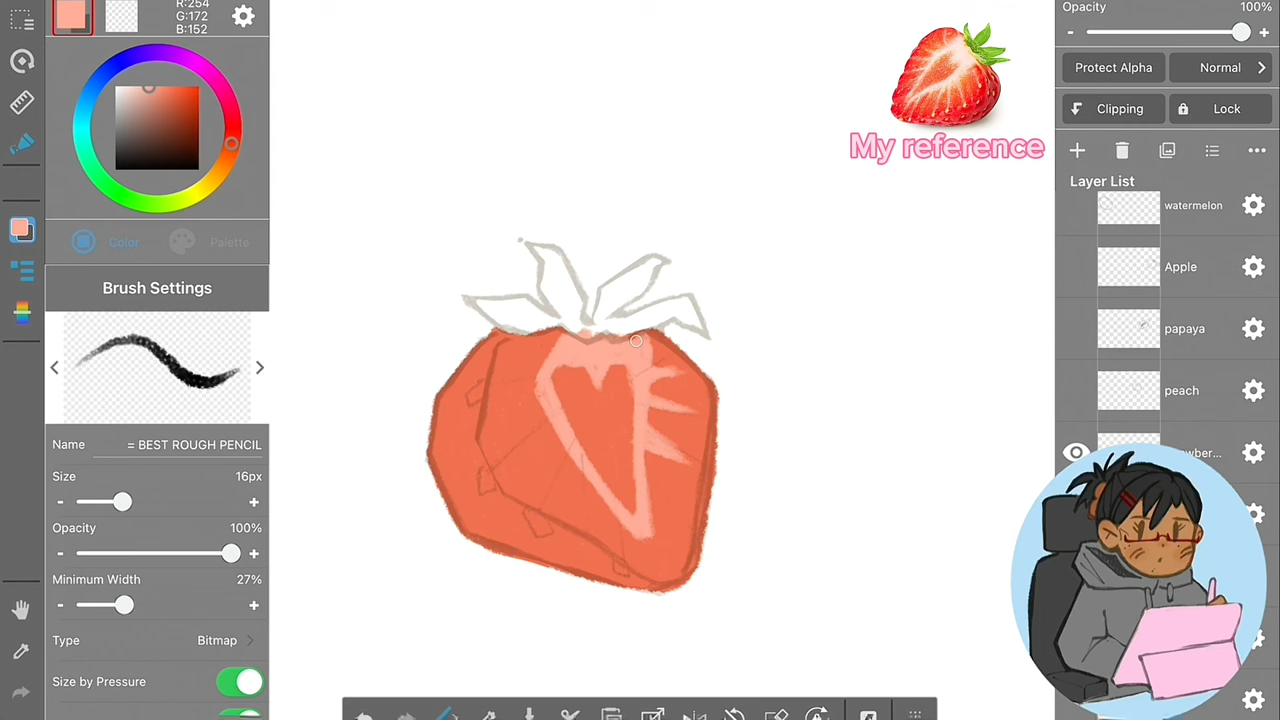 R:254
G:172
B:152
Color
Palette
Brush Settings
Name = BEST ROUGH PENCIL
Size 16px
Opacity 100%
Minimum Width 27%
Type Bitmap
Size by Pressure
My reference
Opacity 100%
Protect Alpha Normal
Clipping Lock
Layer List
watermelon
Apple
papaya
peach